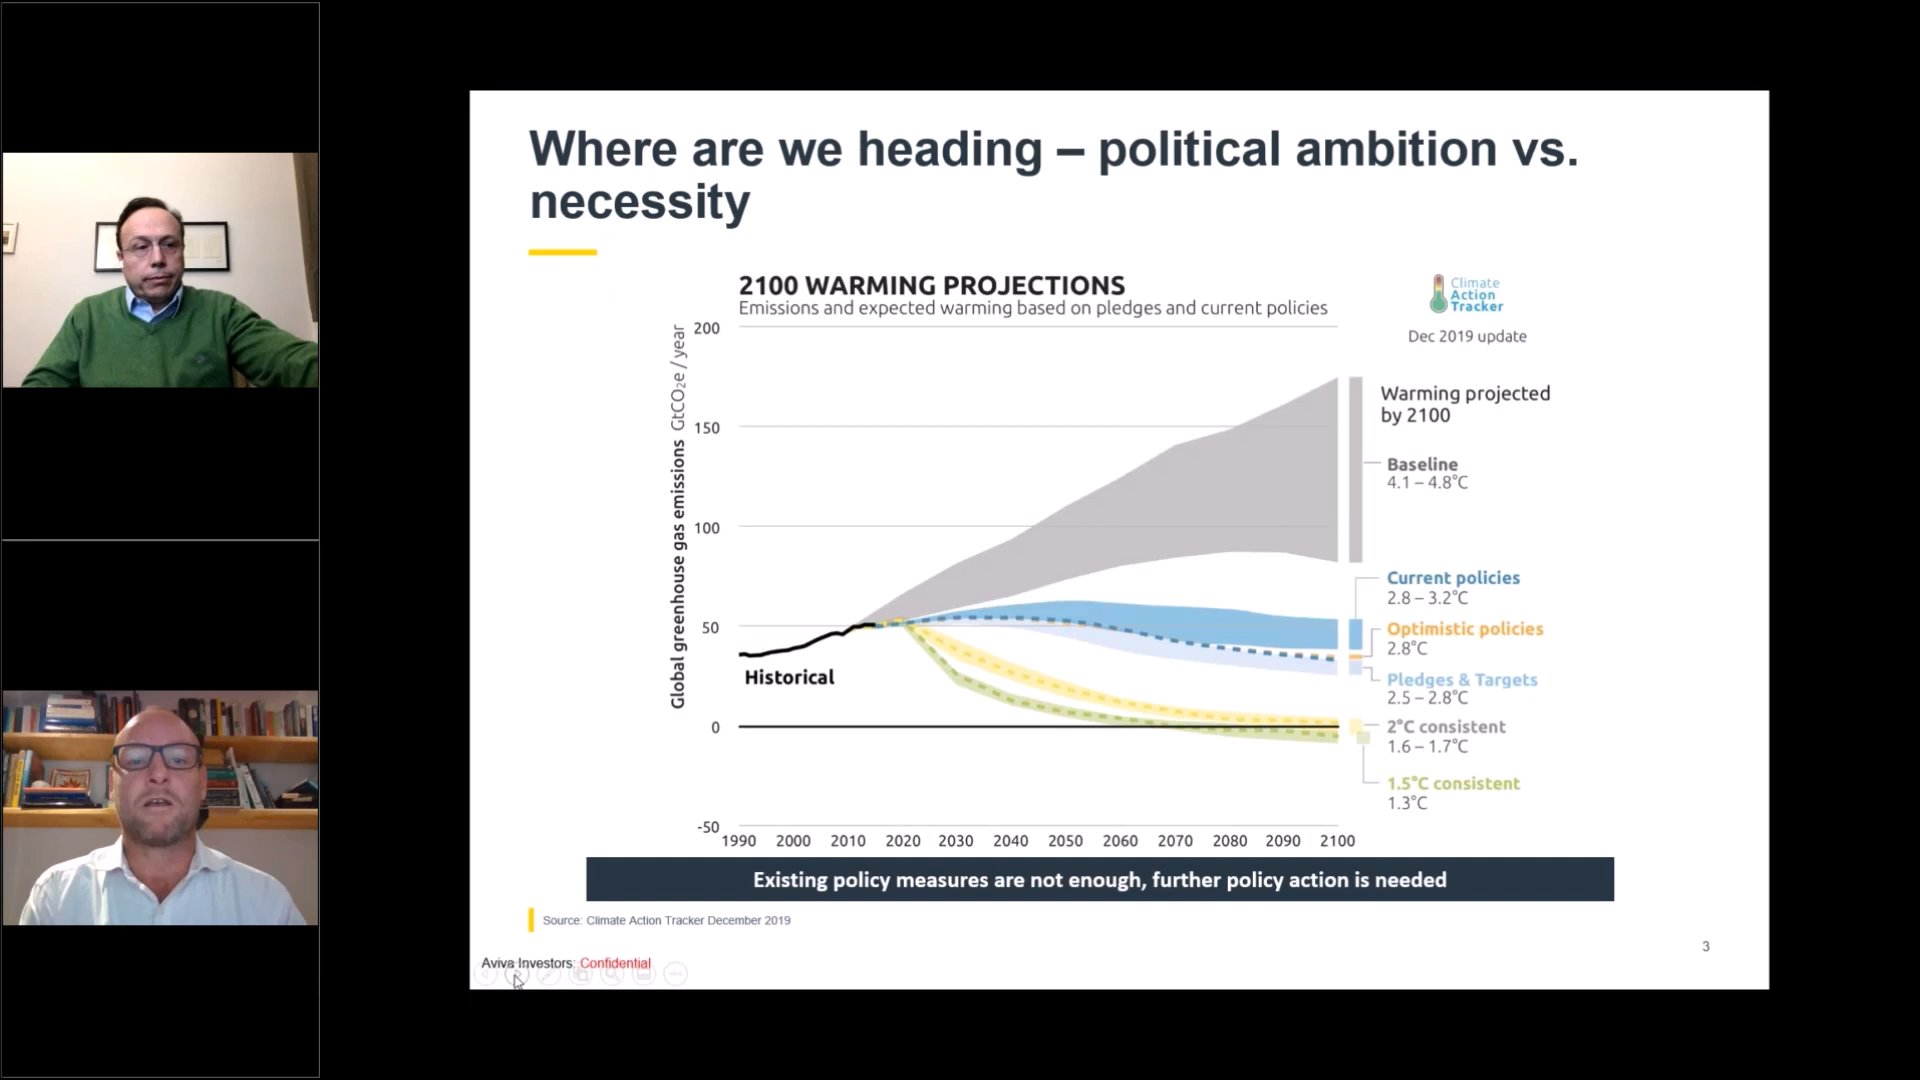 Where are we heading – political ambition vs.
necessity
2100 WARMING PROJECTIONS
Emissions and expected warming based on pledges and current policies
Climate
Action
Tracker
Dec 2019 update
Global greenhouse gas emissions GtCO₂e / year
200
150
100
50
0
-50
Historical
1990 2000 2010 2020 2030 2040 2050 2060 2070 2080 2090 2100
Warming projected
by 2100
Baseline
4.1 – 4.8°C
Current policies
2.8 – 3.2°C
Optimistic policies
2.8°C
Pledges & Targets
2.5 – 2.8°C
2°C consistent
1.6 – 1.7°C
1.5°C consistent
1.3°C
Existing policy measures are not enough, further policy action is needed
Source: Climate Action Tracker December 2019
3
Aviva Investors: Confidential